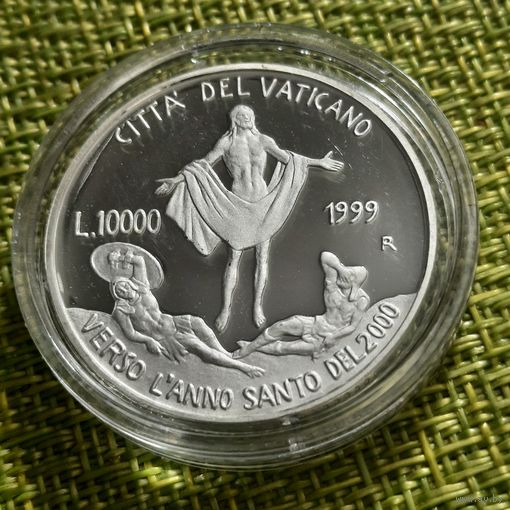 CITTA' DEL VATICANO
L.10000
1999
R
VERSO L'ANNO SANTO DEL 2000